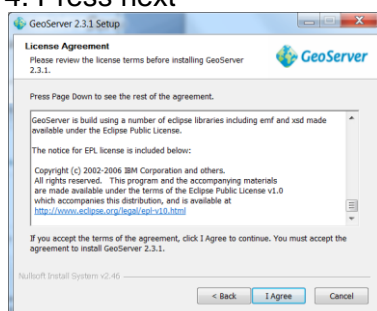 4. Press next
GeoServer 2.3.1 Setup
License Agreement
Please review the license terms before installing GeoServer
2.3.1.
GeoServer
Press Page Down to see the rest of the agreement.
GeoServer is build using a number of eclipse libraries including emf and xsd made
available under the Eclipse Public License.
The notice for EPL license is included below:
Copyright (c) 2002-2006 IBM Corporation and others.
All rights reserved. This program and the accompanying materials
are made available under the terms of the Eclipse Public License v1.0
which accompanies this distribution, and is available at
http://www.eclipse.org/legal/epl-v10.html
If you accept the terms of the agreement, click I Agree to continue. You must accept the
agreement to install GeoServer 2.3.1.
Nullsoft Install System v2.46
< Back I Agree Cancel